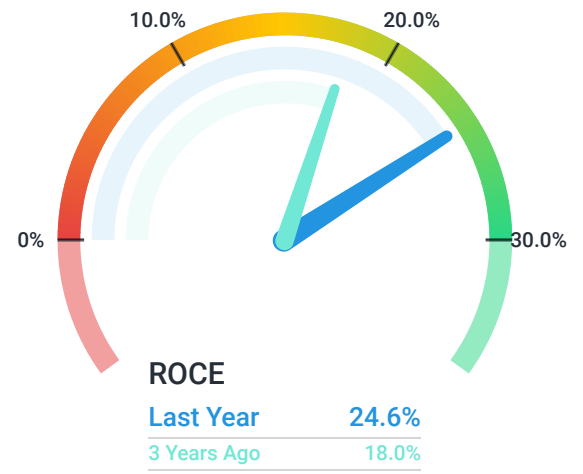 10.0% 20.0%
0% 30.0%
ROCE
Last Year 24.6%
3 Years Ago 18.0%